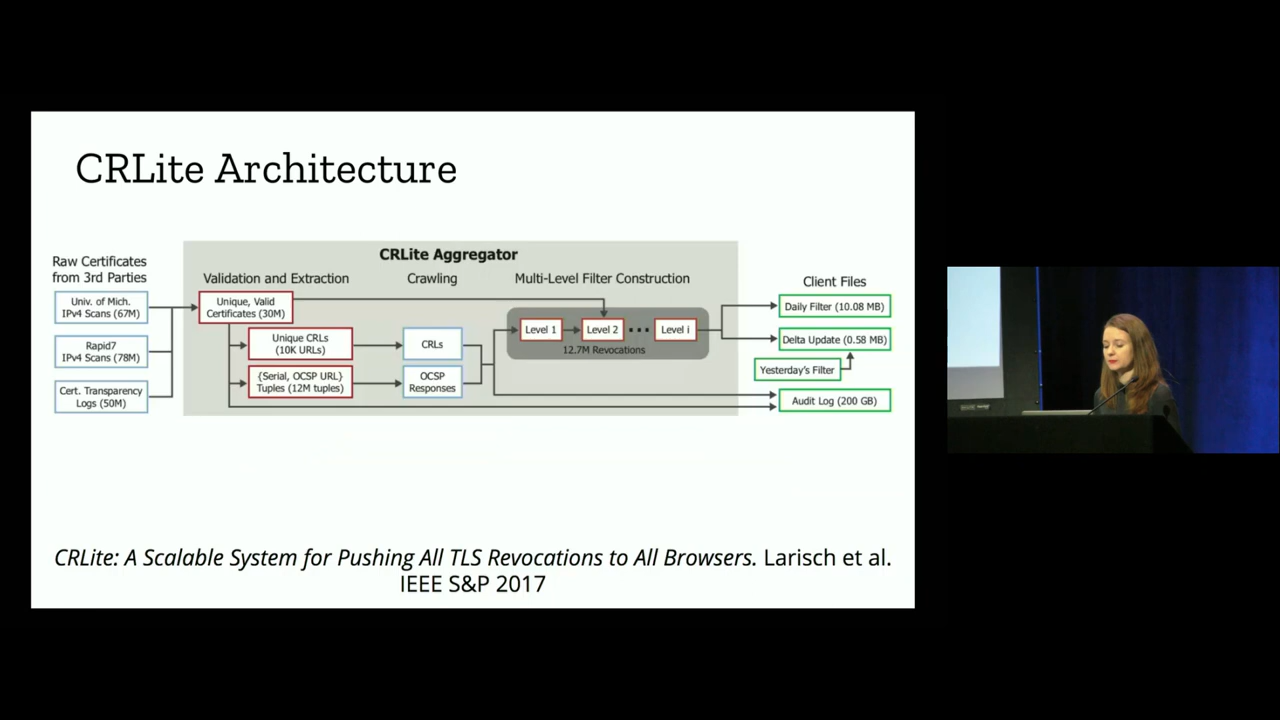 CRLite Architecture
CRLite Aggregator
Raw Certificates
from 3rd Parties
Validation and Extraction
Crawling
Multi-Level Filter Construction
Client Files
Univ. of Mich.
IPv4 Scans (67M)
Rapid7
IPv4 Scans (78M)
Cert. Transparency
Logs (50M)
Unique, Valid
Certificates (30M)
Unique CRLs
(10K URLs)
{Serial, OCSP URL}
Tuples (12M tuples)
CRLs
OCSP
Responses
Level 1
Level 2
Level i
12.7M Revocations
Daily Filter (10.08 MB)
Delta Update (0.58 MB)
Yesterday's Filter
Audit Log (200 GB)
CRLite: A Scalable System for Pushing All TLS Revocations to All Browsers. Larisch et al.
IEEE S&P 2017